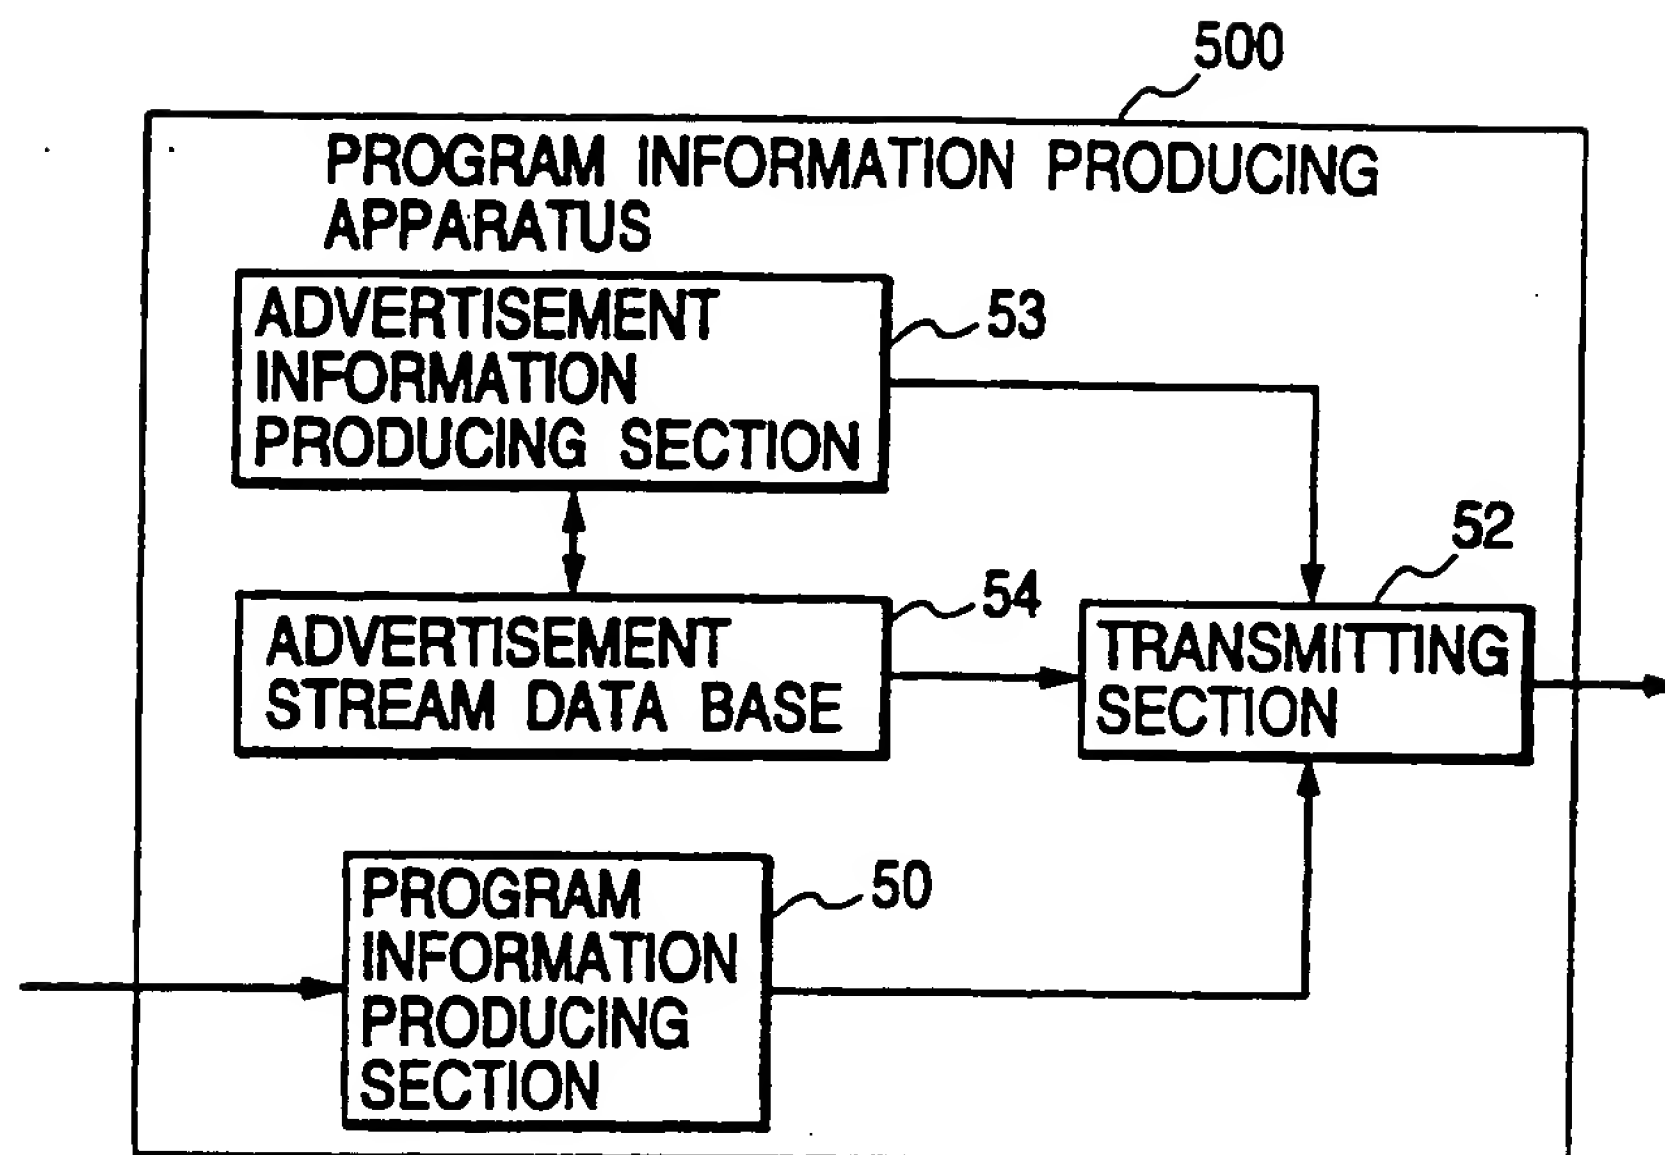 500
PROGRAM INFORMATION PRODUCING
APPARATUS
ADVERTISEMENT
INFORMATION
PRODUCING SECTION
53
52
ADVERTISEMENT
STREAM DATA BASE
54
TRANSMITTING
SECTION
PROGRAM
INFORMATION
PRODUCING
SECTION
50